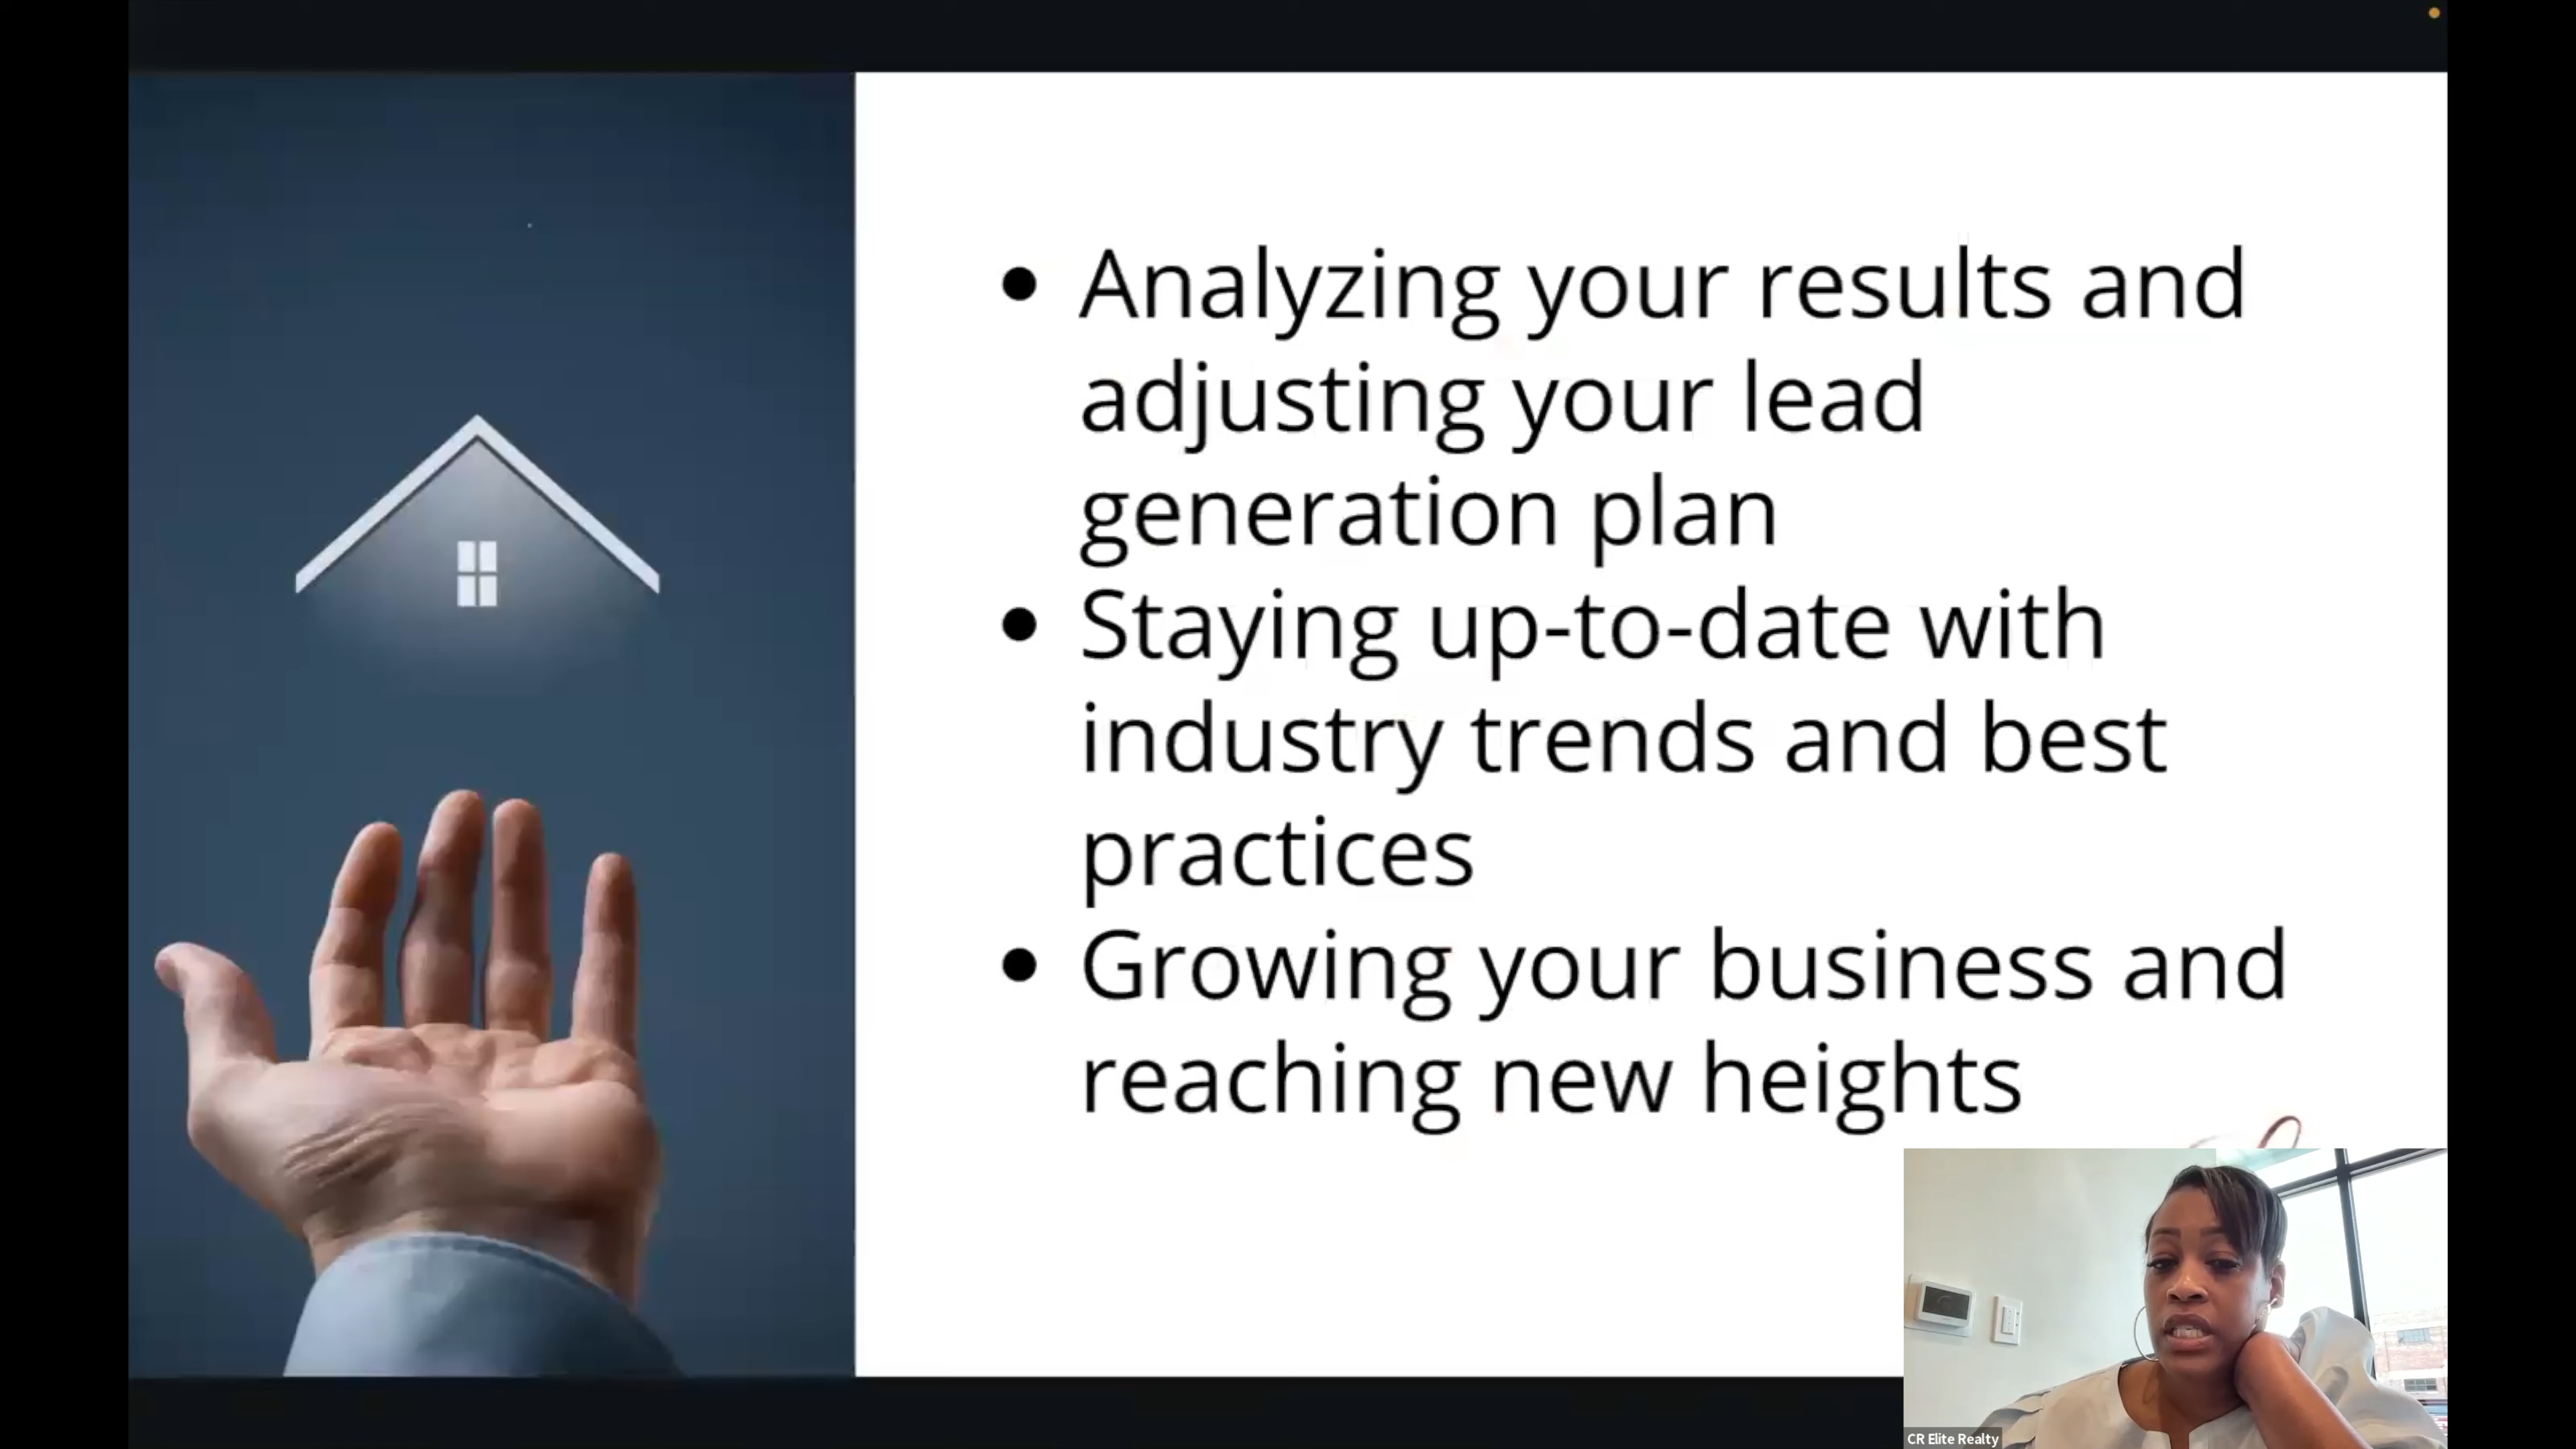 • Analyzing your results and
adjusting your lead
generation plan
• Staying up-to-date with
industry trends and best
practices
• Growing your business and
reaching new heights
CR Elite Realty